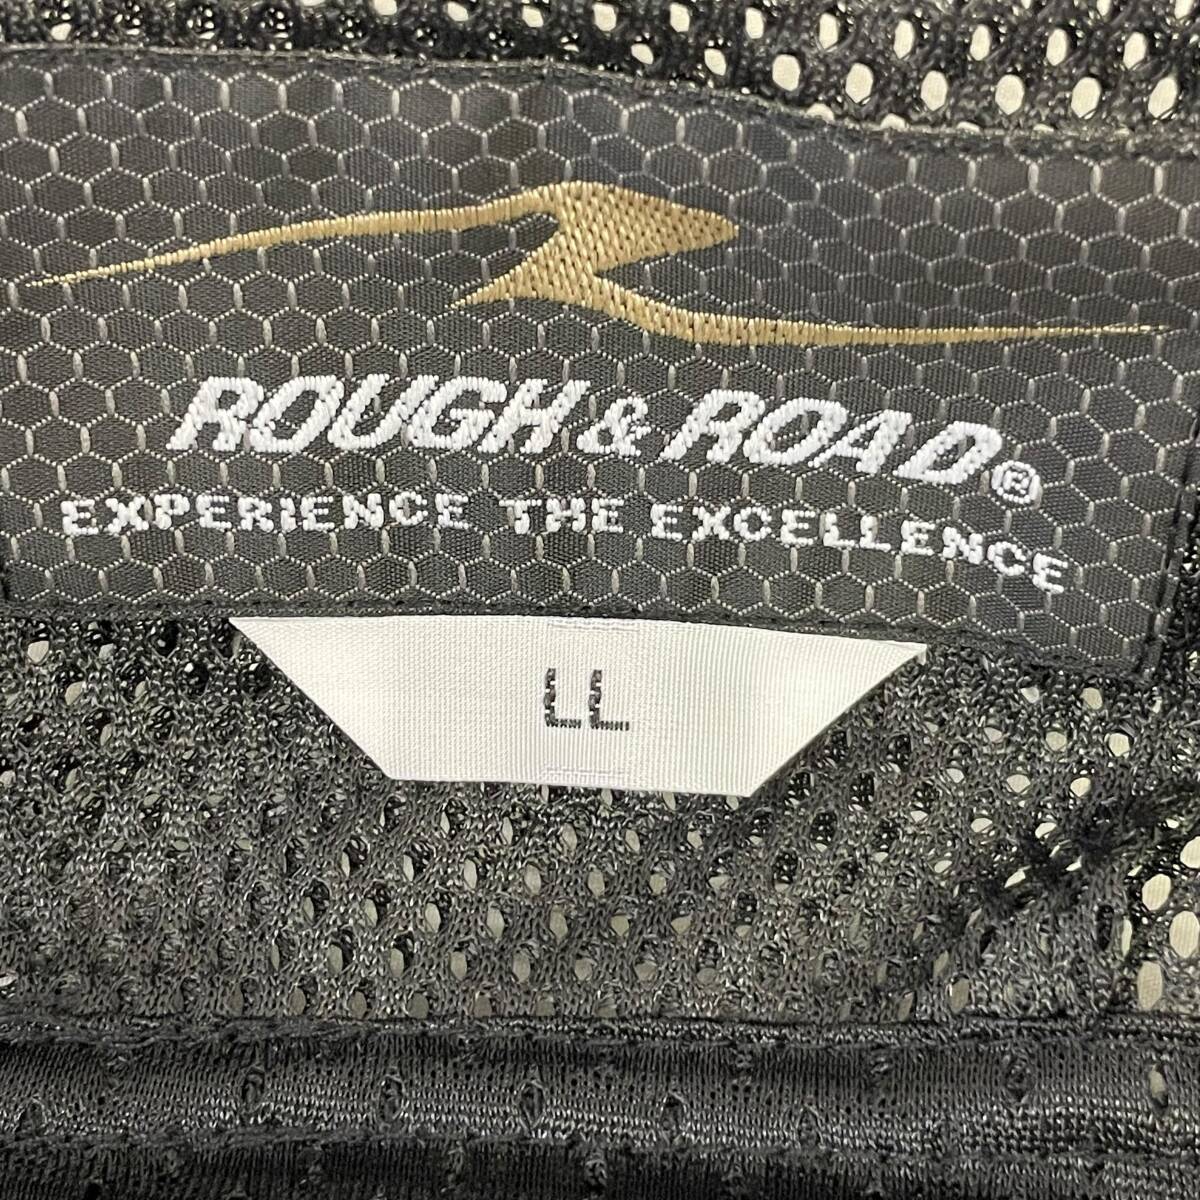 ROUGH & ROAD®
EXPERIENCE THE EXCELLENCE
LL